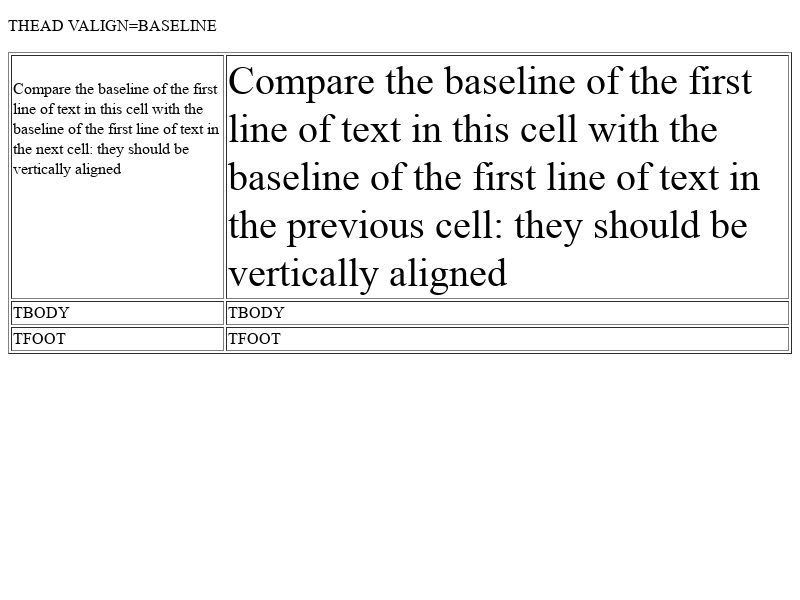 THEAD VALIGN=BASELINE
Compare the baseline of the first
line of text in this cell with the
baseline of the first line of text in
the next cell: they should be
vertically aligned
Compare the baseline of the first
line of text in this cell with the
baseline of the first line of text in
the previous cell: they should be
vertically aligned
TBODY
TBODY
TFOOT
TFOOT